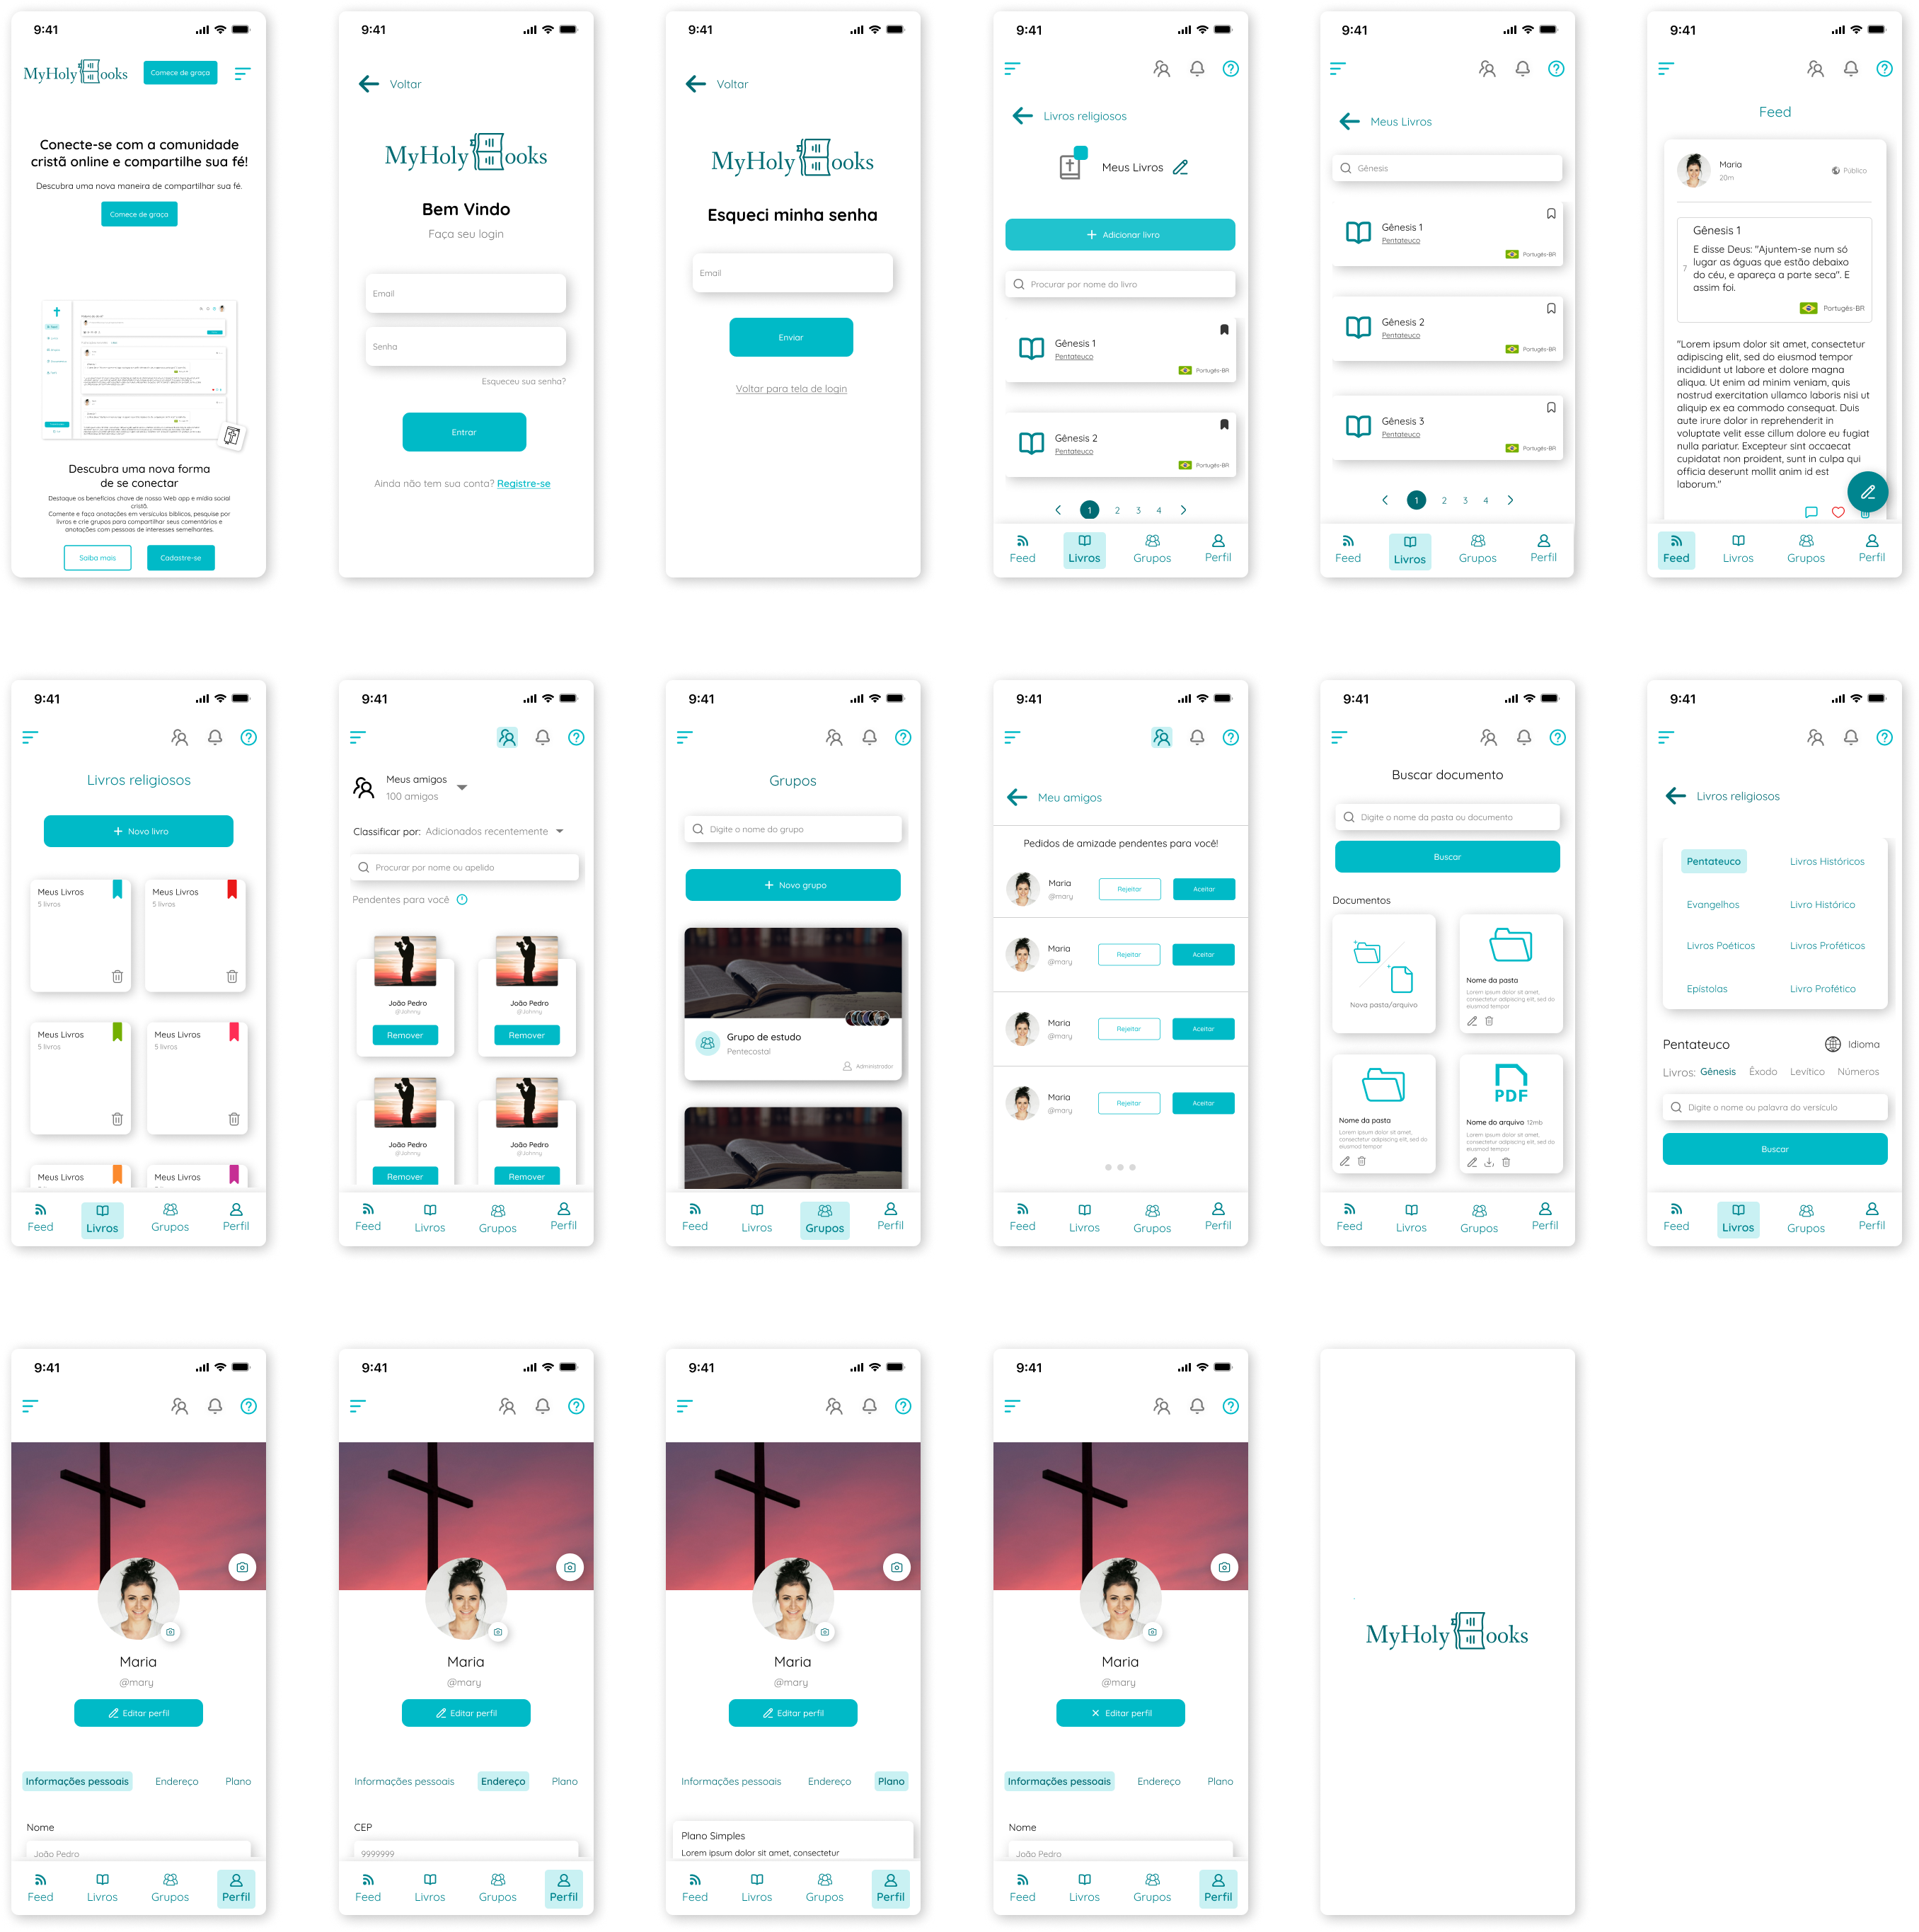 9:41
MyHoly ooks
Comece de graça
Conecte-se com a comunidade
cristã online e compartilhe sua fé!
Descubra uma nova maneira de compartilhar sua fé.
Comece de graça
Descubra uma nova forma
de se conectar
Destaque os benefícios chave de nosso Web app e mídia social
cristã.
Comente e faça anotações em versículos bíblicos, pesquise por
livros e crie grupos para compartilhar seus comentários e
anotações com pessoas de interesses semelhantes.
Saiba mais
Cadastre-se
9:41
Voltar
MyHoly ooks
Bem Vindo
Faça seu login
Email
Senha
Esqueceu sua senha?
Entrar
Ainda não tem sua conta? Registre-se
9:41
Voltar
MyHoly ooks
Esqueci minha senha
Email
Enviar
Voltar para tela de login
9:41
Livros religiosos
Meus Livros
+ Adicionar livro
Procurar por nome do livro
Gênesis 1
Pentateuco
Portugês-BR
Gênesis 2
Pentateuco
Portugês-BR
1 2 3 4
Feed Livros Grupos Perfil
9:41
Meus Livros
Gênesis
Gênesis 1
Pentateuco
Portugês-BR
Gênesis 2
Pentateuco
Portugês-BR
Gênesis 3
Pentateuco
Portugês-BR
1 2 3 4
Feed Livros Grupos Perfil
9:41
Feed
Maria
20m
Público
Gênesis 1
7 E disse Deus: "Ajuntem-se num só
lugar as águas que estão debaixo
do céu, e apareça a parte seca". E
assim foi.
Portugês-BR
"Lorem ipsum dolor sit amet, consectetur
adipiscing elit, sed do eiusmod tempor
incididunt ut labore et dolore magna
aliqua. Ut enim ad minim veniam, quis
nostrud exercitation ullamco laboris nisi ut
aliquip ex ea commodo consequat. Duis
aute irure dolor in reprehenderit in
voluptate velit esse cillum dolore eu fugiat
nulla pariatur. Excepteur sint occaecat
cupidatat non proident, sunt in culpa qui
officia deserunt mollit anim id est
laborum."
Feed Livros Grupos Perfil
9:41
Livros religiosos
+ Novo livro
Meus Livros
5 livros
Meus Livros
5 livros
Meus Livros
5 livros
Meus Livros
5 livros
Meus Livros
Meus Livros
Feed Livros Grupos Perfil
9:41
Meus amigos
100 amigos
Classificar por: Adicionados recentemente
Procurar por nome ou apelido
Pendentes para você
João Pedro
@Johnny
Remover
João Pedro
@Johnny
Remover
João Pedro
@Johnny
Remover
João Pedro
@Johnny
Remover
Feed Livros Grupos Perfil
9:41
Grupos
Digite o nome do grupo
+ Novo grupo
Grupo de estudo
Pentecostal
Administrador
Feed Livros Grupos Perfil
9:41
Meu amigos
Pedidos de amizade pendentes para você!
Maria
@mary
Rejeitar
Aceitar
Maria
@mary
Rejeitar
Aceitar
Maria
@mary
Rejeitar
Aceitar
Maria
@mary
Rejeitar
Aceitar
Feed Livros Grupos Perfil
9:41
Buscar documento
Digite o nome da pasta ou documento
Buscar
Documentos
Nova pasta/arquivo
Nome da pasta
Lorem ipsum dolor sit amet,
consectetur adipiscing elit, sed do
eiusmod tempor
Nome da pasta
Lorem ipsum dolor sit amet,
consectetur adipiscing elit, sed do
eiusmod tempor
PDF
Nome do arquivo 12mb
Lorem ipsum dolor sit amet,
consectetur adipiscing elit, sed do
eiusmod tempor
Feed Livros Grupos Perfil
9:41
Livros religiosos
Pentateuco Livros Históricos
Evangelhos Livro Histórico
Livros Poéticos Livros Proféticos
Epístolas Livro Profético
Pentateuco
Idioma
Livros: Gênesis Êxodo Levítico Números
Digite o nome ou palavra do versículo
Buscar
Feed Livros Grupos Perfil
9:41
Maria
@mary
Editar perfil
Informações pessoais Endereço Plano
Nome
João Pedro
Feed Livros Grupos Perfil
9:41
Maria
@mary
Editar perfil
Informações pessoais Endereço Plano
CEP
9999999
Feed Livros Grupos Perfil
9:41
Maria
@mary
Editar perfil
Informações pessoais Endereço Plano
Plano Simples
Lorem ipsum dolor sit amet, consectetur
Feed Livros Grupos Perfil
9:41
Maria
@mary
Editar perfil
Informações pessoais Endereço Plano
Nome
João Pedro
Feed Livros Grupos Perfil
MyHoly ooks